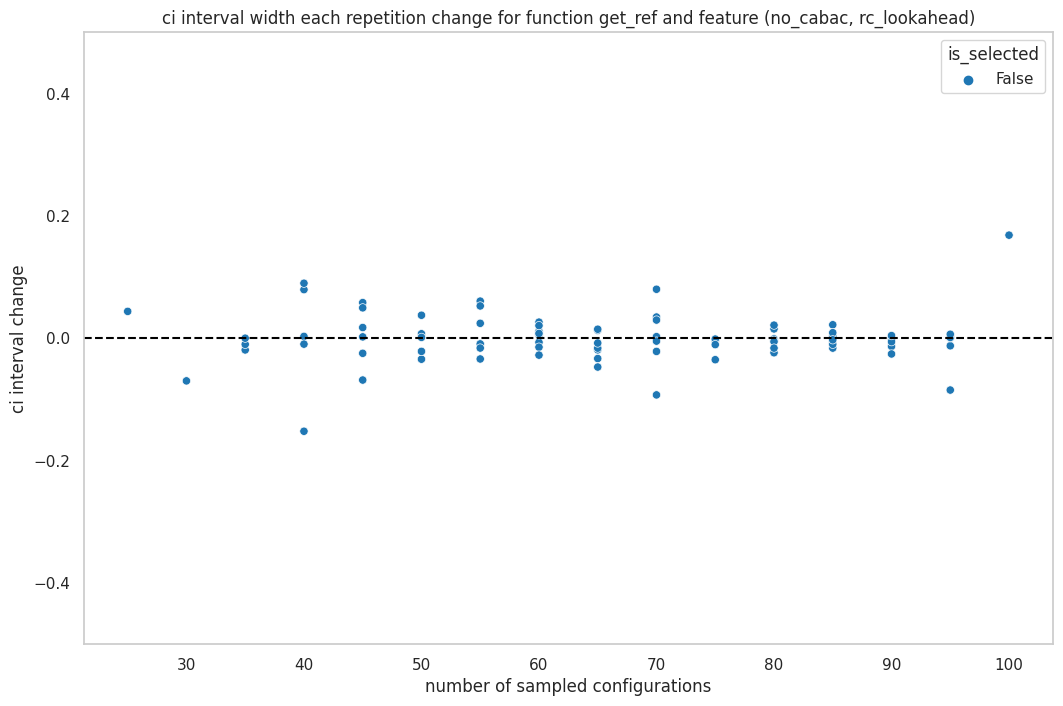 ci interval width each repetition change for function get_ref and feature (no_cabac, rc_lookahead)
is_selected
False
0.4
0.2
0.0
−0.2
−0.4
ci interval change
30 40 50 60 70 80 90 100
number of sampled configurations